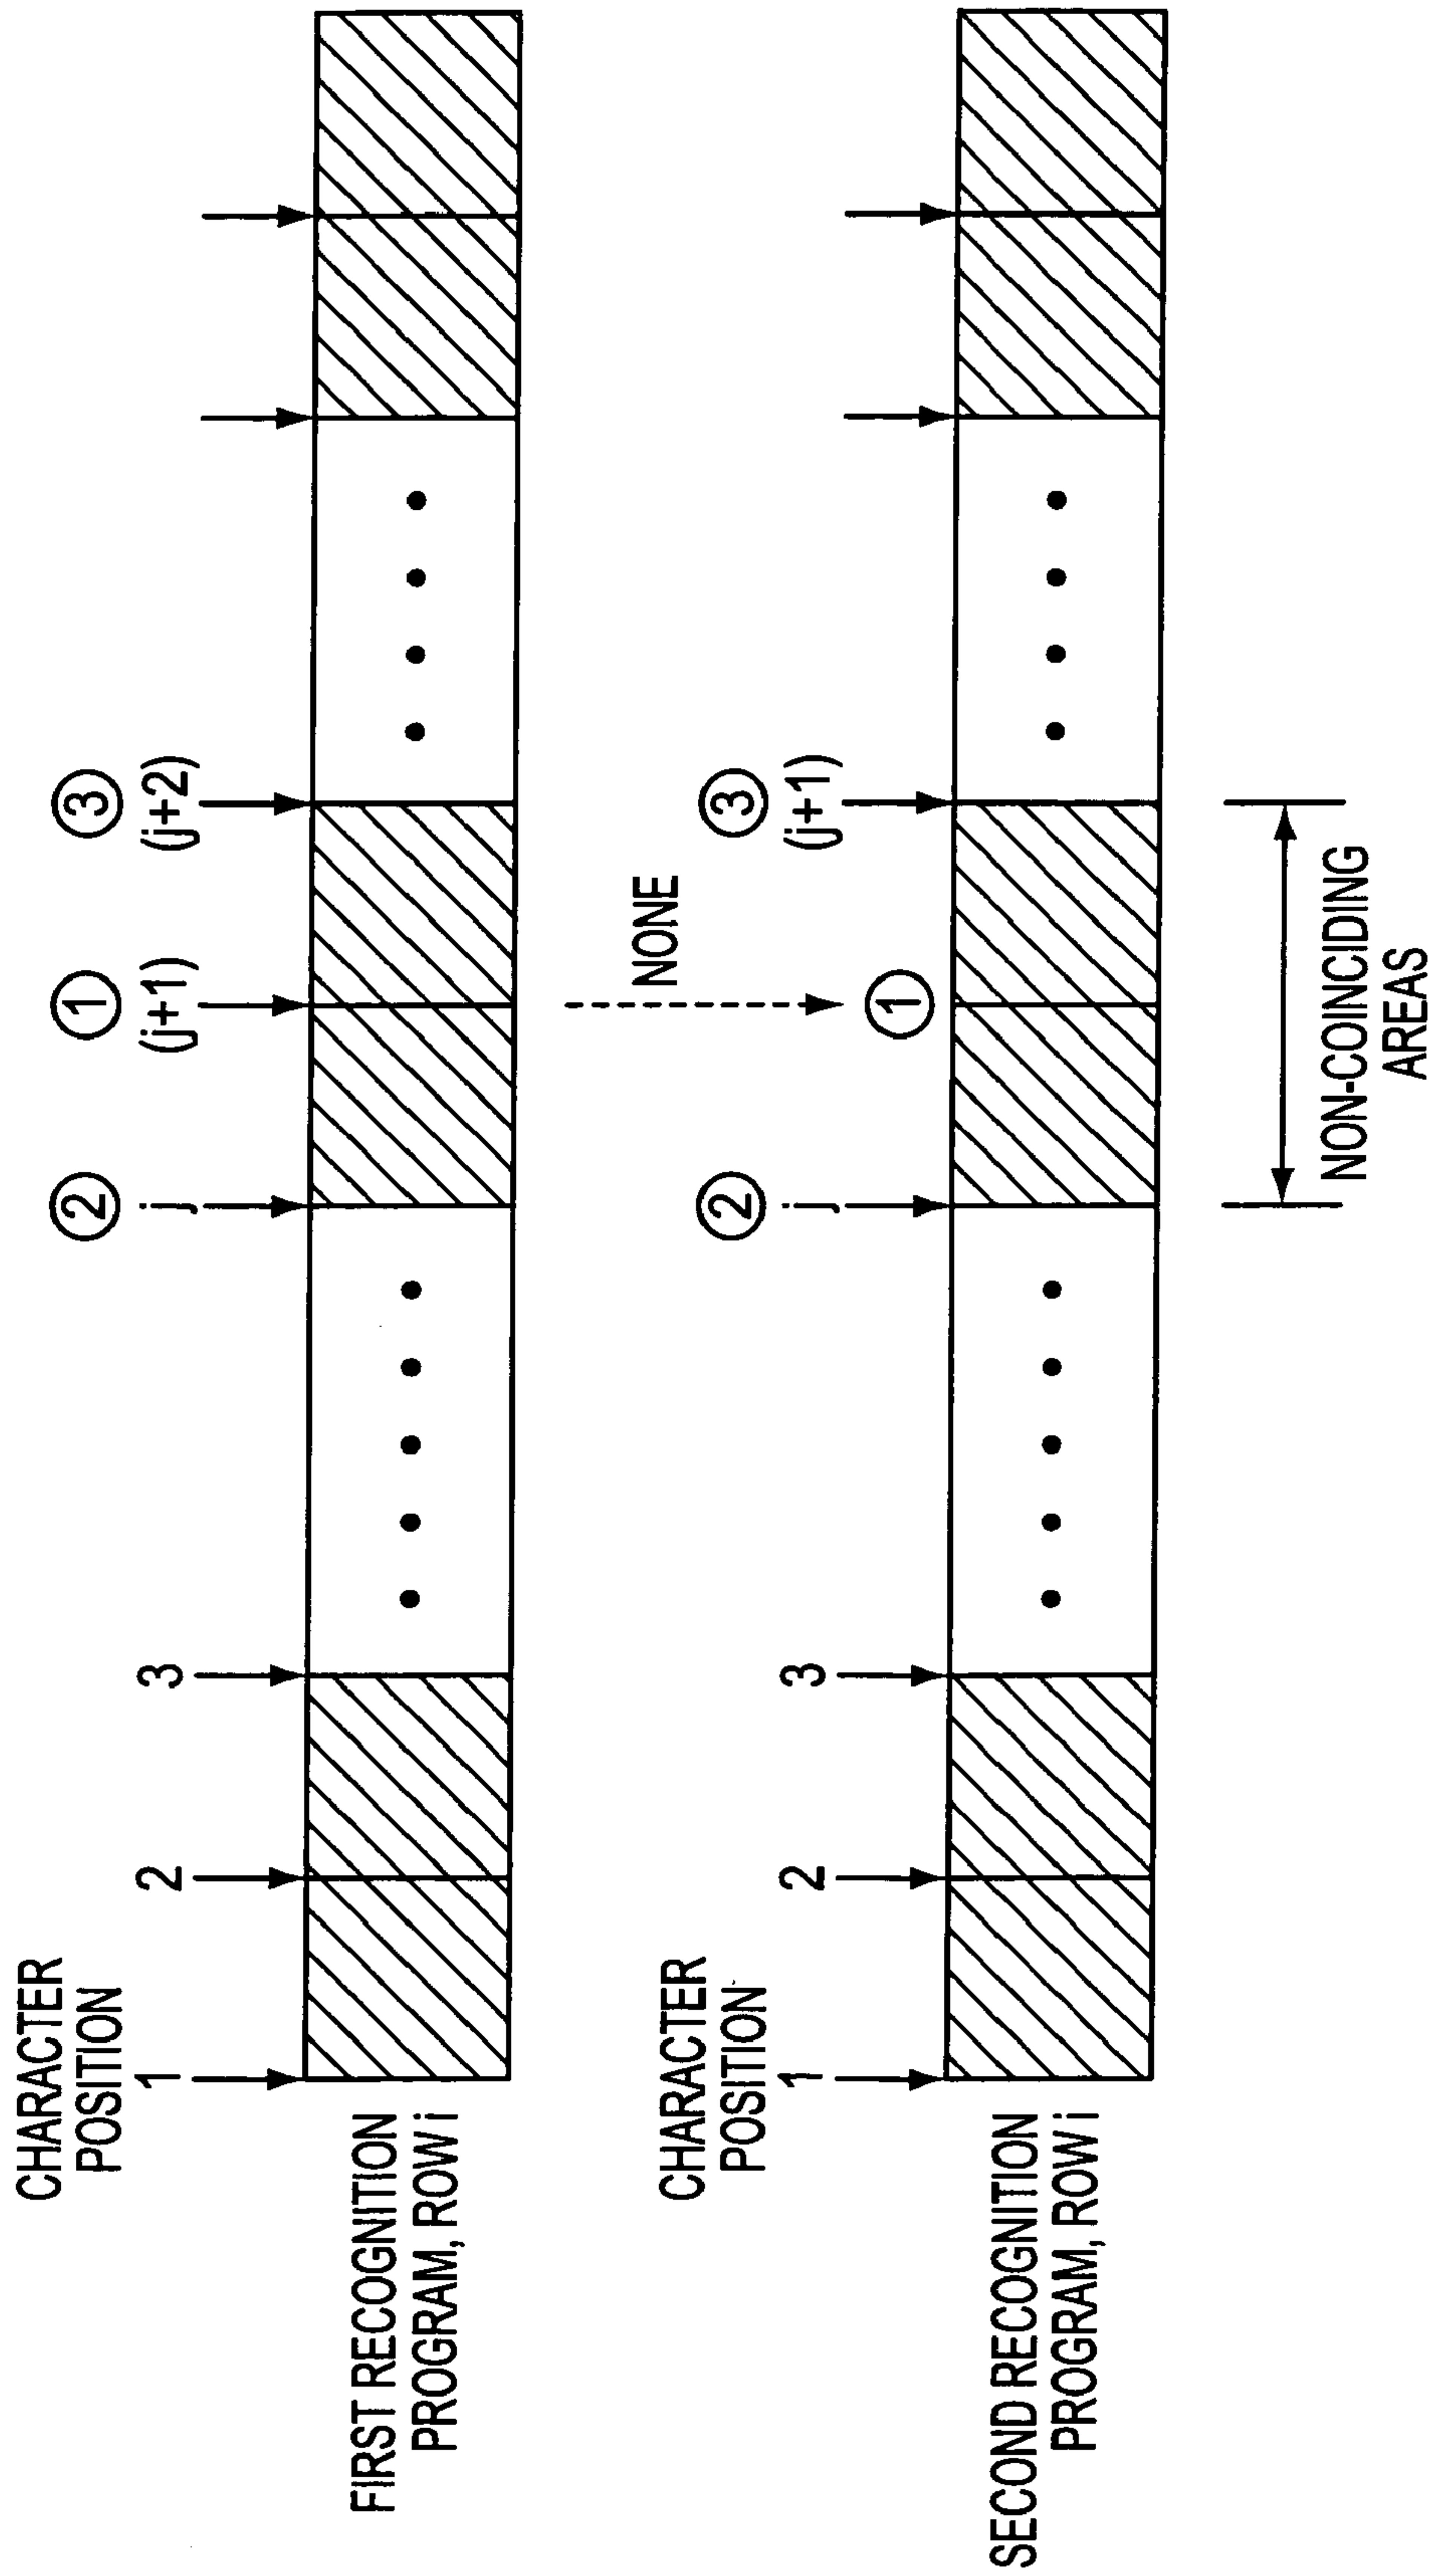 CHARACTER
POSITION
1 2 3 j (j+1) (j+2)
② ① ③
FIRST RECOGNITION
PROGRAM, ROW i
NONE
CHARACTER
POSITION
1 2 3 j (j+1)
② ① ③
SECOND RECOGNITION
PROGRAM, ROW i
NON-COINCIDING
AREAS